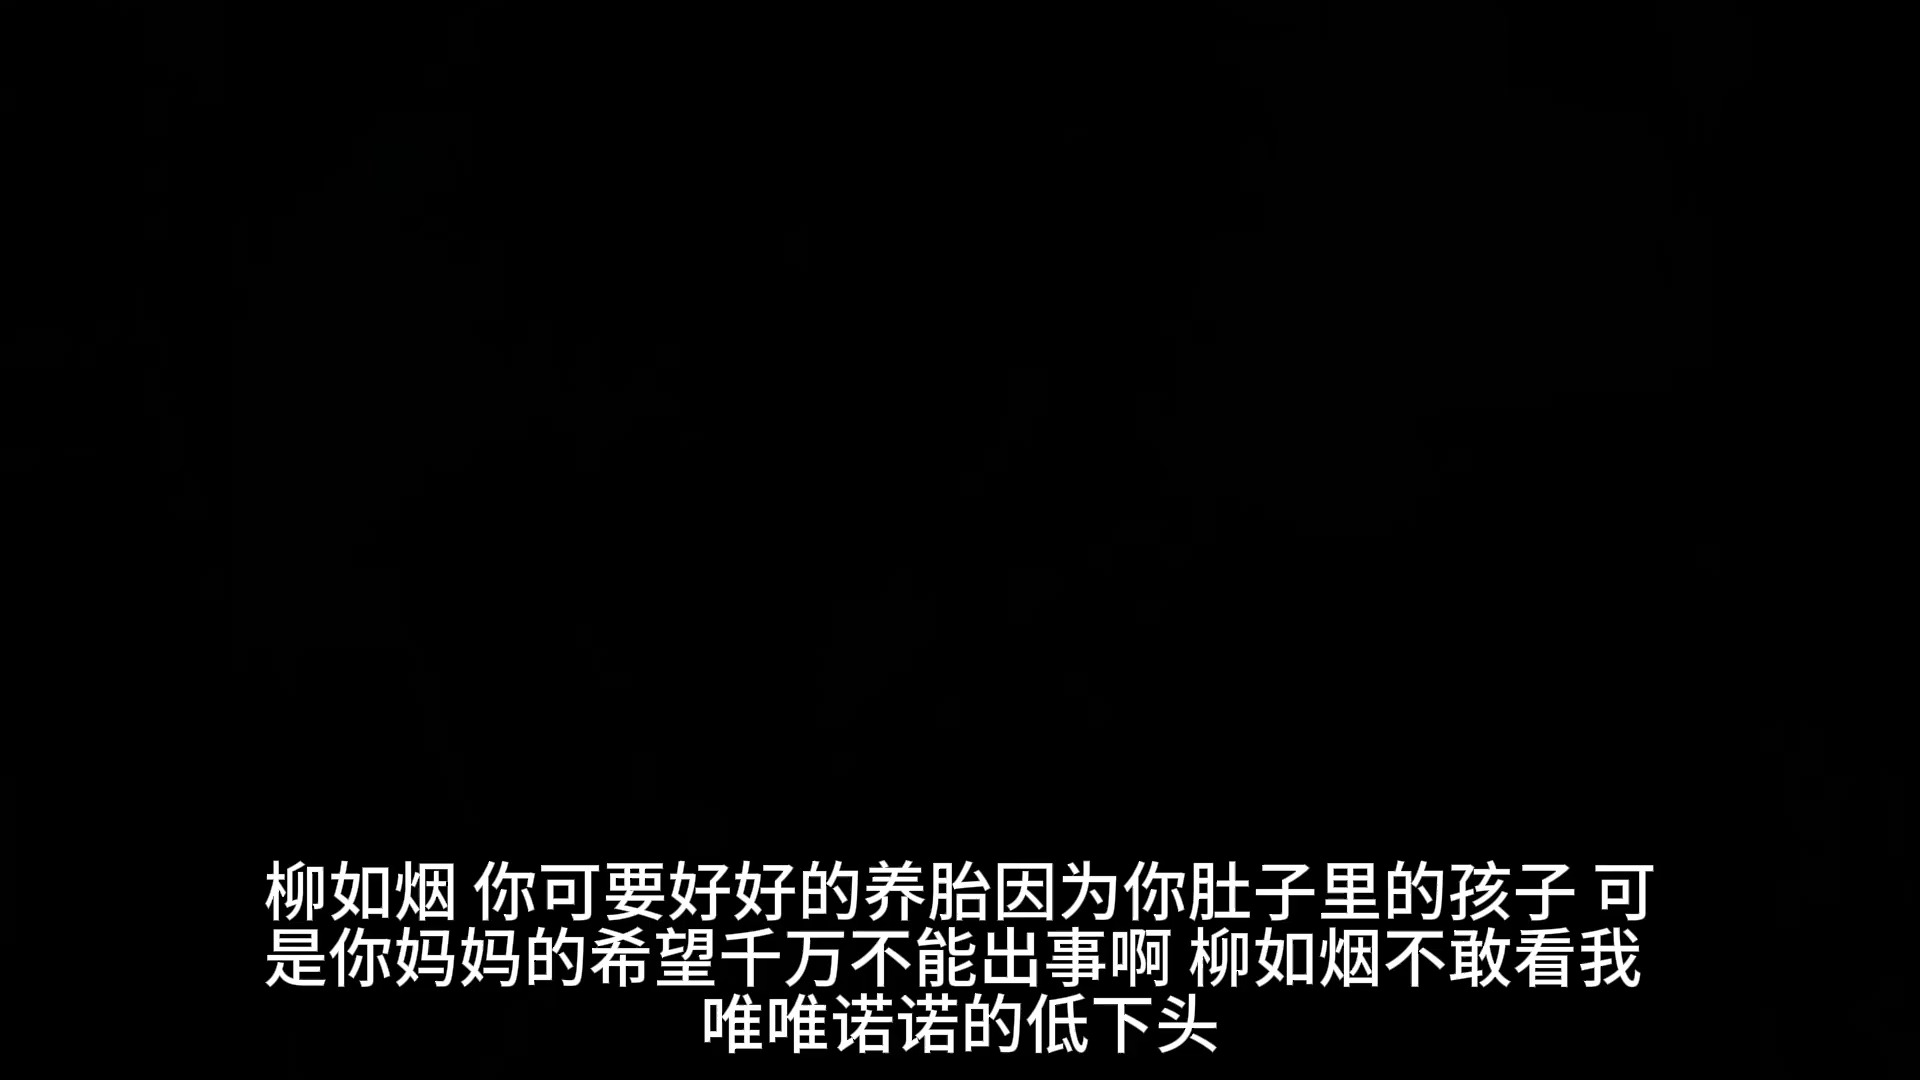 柳如烟 你可要好好的养胎因为你肚子里的孩子 可
是你妈妈的希望千万不能出事啊 柳如烟不敢看我
唯唯诺诺的低下头